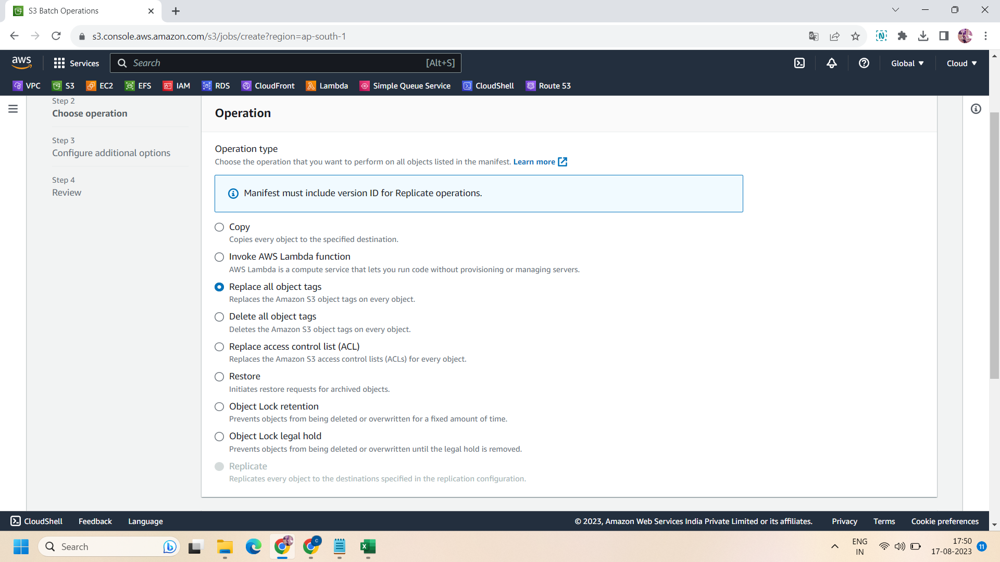 S3 Batch Operations
s3.console.aws.amazon.com/s3/jobs/create?region=ap-south-1
aws Services Search [Alt+S] Global Cloud
VPC S3 EC2 EFS IAM RDS CloudFront Lambda Simple Queue Service CloudShell Route 53
Step 2
Choose operation
Step 3
Configure additional options
Step 4
Review
Operation
Operation type
Choose the operation that you want to perform on all objects listed in the manifest. Learn more
Manifest must include version ID for Replicate operations.
Copy
Copies every object to the specified destination.
Invoke AWS Lambda function
AWS Lambda is a compute service that lets you run code without provisioning or managing servers.
Replace all object tags
Replaces the Amazon S3 object tags on every object.
Delete all object tags
Deletes the Amazon S3 object tags on every object.
Replace access control list (ACL)
Replaces the Amazon S3 access control lists (ACLs) for every object.
Restore
Initiates restore requests for archived objects.
Object Lock retention
Prevents objects from being deleted or overwritten for a fixed amount of time.
Object Lock legal hold
Prevents objects from being deleted or overwritten until the legal hold is removed.
Replicate
Replicates every object to the destinations specified in the replication configuration.
CloudShell Feedback Language © 2023, Amazon Web Services India Private Limited or its affiliates. Privacy Terms Cookie preferences
Search
ENG
IN
17:50
17-08-2023
11